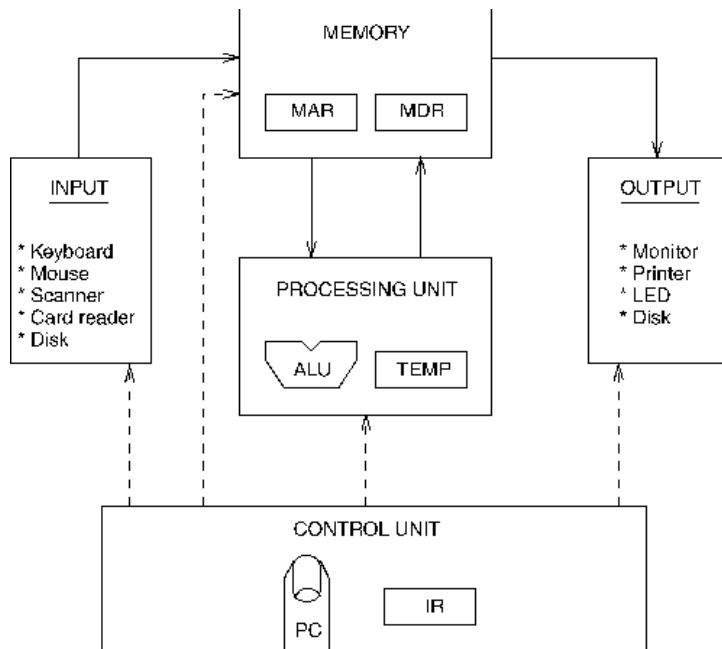 MEMORY
MAR
MDR
INPUT
* Keyboard
* Mouse
* Scanner
* Card reader
* Disk
OUTPUT
* Monitor
* Printer
* LED
* Disk
PROCESSING UNIT
ALU
TEMP
CONTROL UNIT
PC
IR